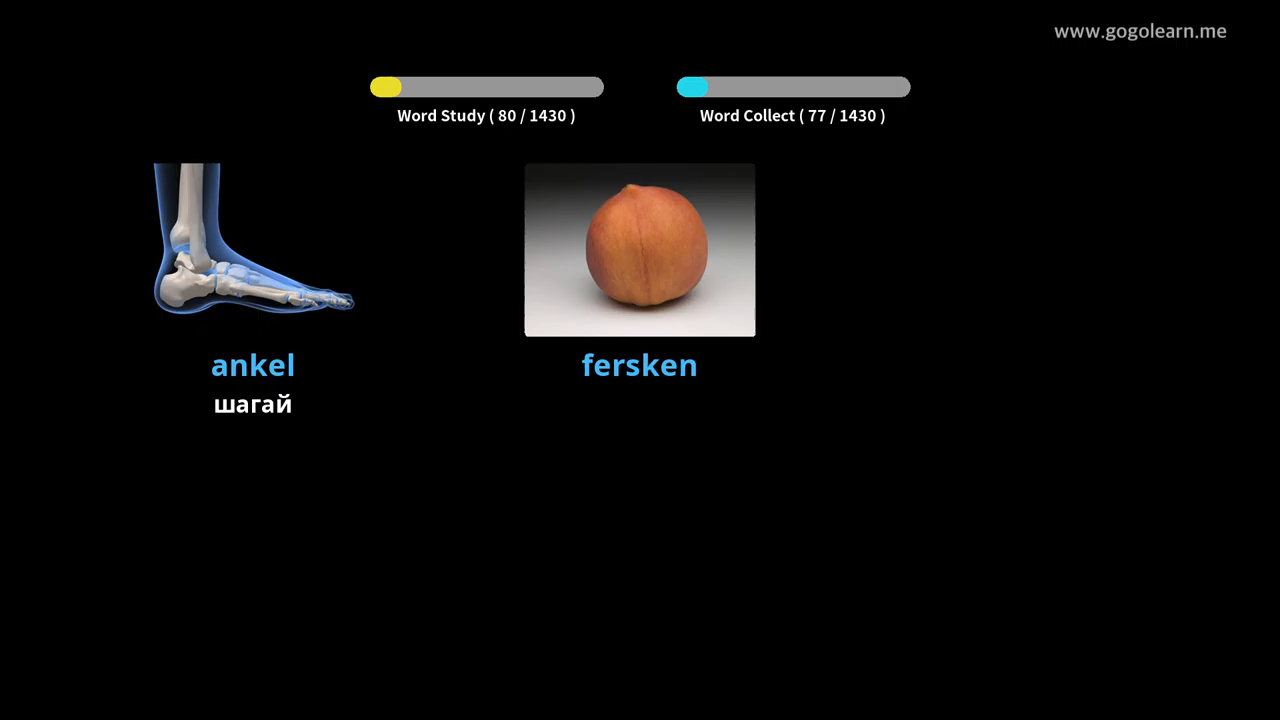 www.gogolearn.me
Word Study ( 80 / 1430 )
Word Collect ( 77 / 1430 )
ankel
fersken
шагай